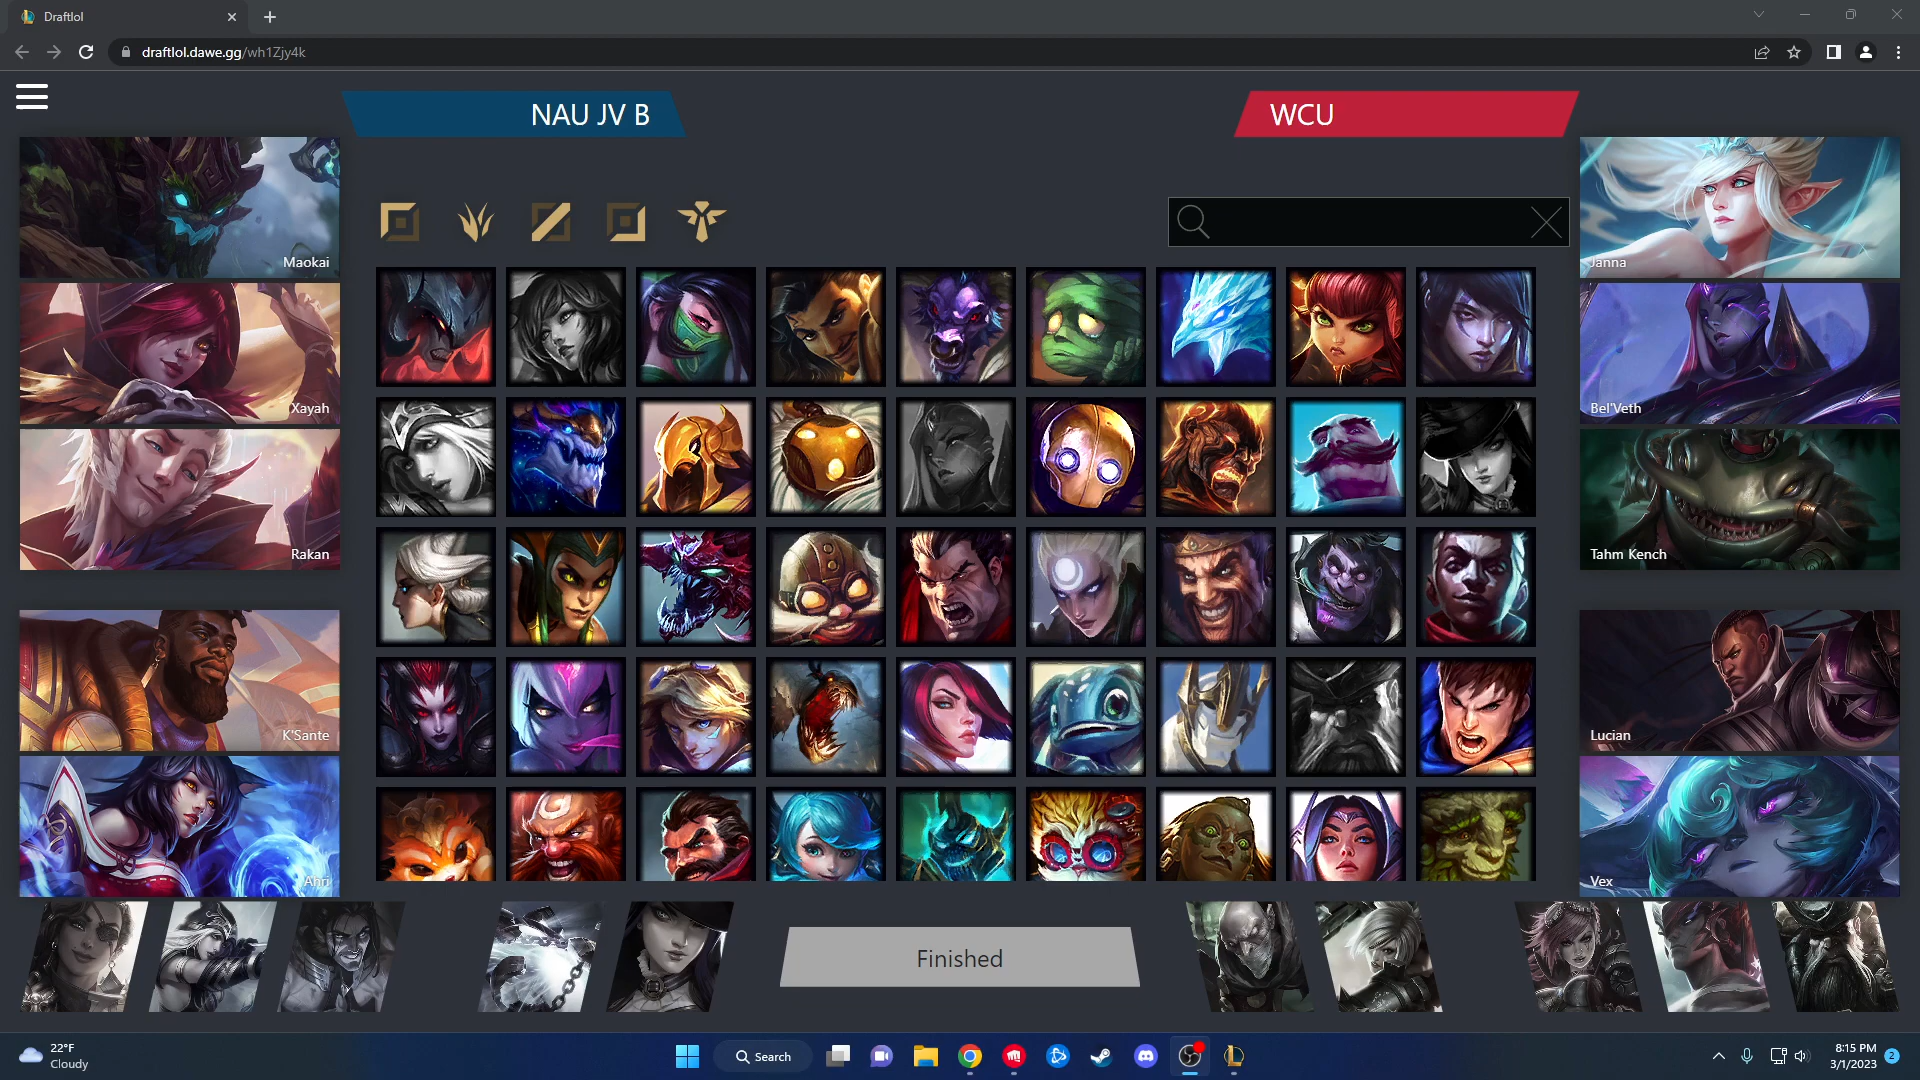 Draftlol
draftlol.dawe.gg/wh1Zjy4k
NAU JV B
WCU
Maokai
Xayah
Rakan
K'Sante
Ahri
Janna
Bel'Veth
Tahm Kench
Lucian
Vex
Finished
22°F
Cloudy
Search
8:15 PM
3/1/2023
2